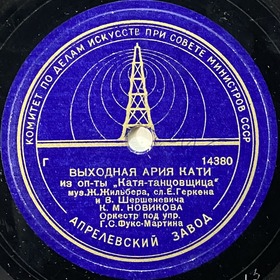 КОМИТЕТ ПО ДЕЛАМ ИСКУССТВ ПРИ СОВЕТЕ МИНИСТРОВ СССР
Г 14380
ВЫХОДНАЯ АРИЯ КАТИ
из оп-ты „Катя-танцовщица"
муз. Ж. Жильбера, сл. Е. Геркена
и В. Шершеневича
К. М. НОВИКОВА
Оркестр под упр.
Г. С. Фукс-Мартина
АПРЕЛЕВСКИЙ ЗАВОД